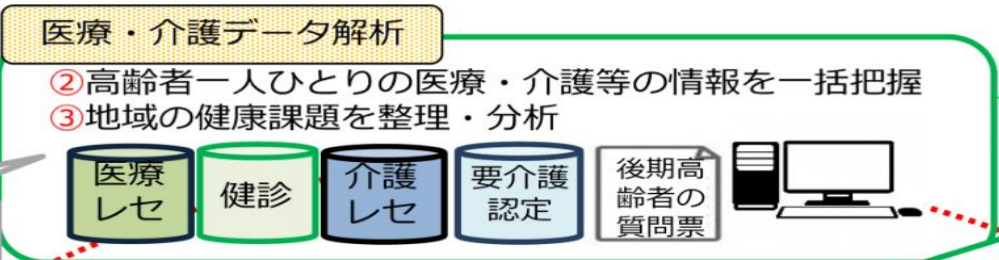 医療・介護データ解析
②高齢者一人ひとりの医療・介護等の情報を一括把握
③地域の健康課題を整理・分析
医療
レセ
健診
介護
レセ
要介護
認定
後期高
齢者の
質問票